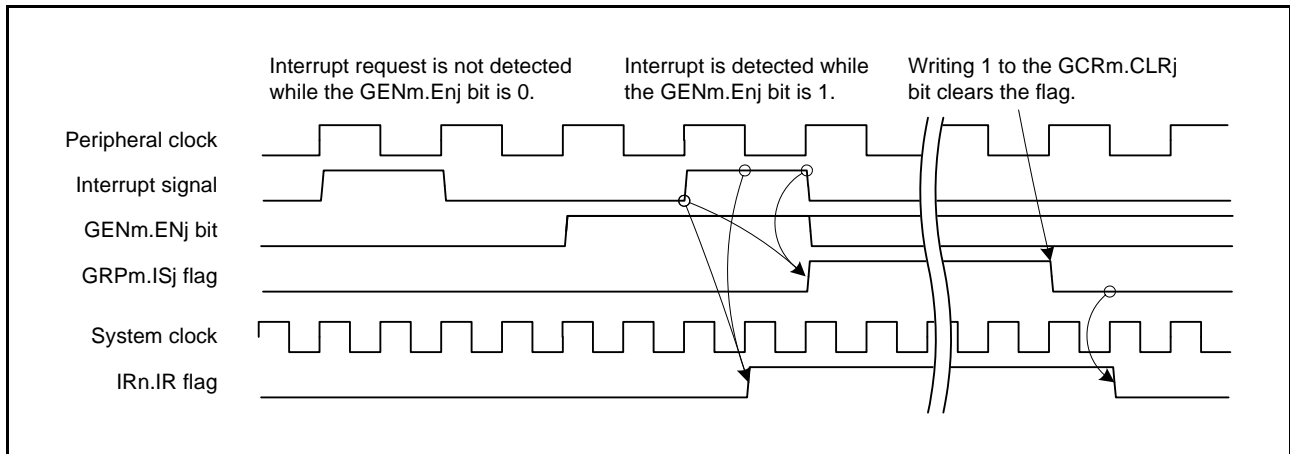 Interrupt request is not detected
while the GENm.Enj bit is 0.
Interrupt is detected while
the GENm.Enj bit is 1.
Writing 1 to the GCRm.CLRj
bit clears the flag.
Peripheral clock
Interrupt signal
GENm.ENj bit
GRPm.ISj flag
System clock
IRn.IR flag